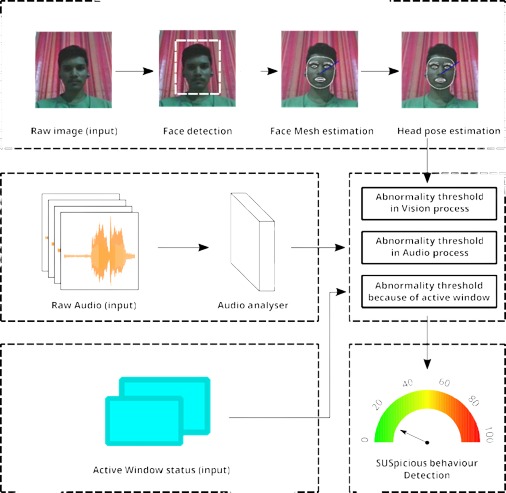 Raw image (input)
Face detection
Face Mesh estimation
Head pose estimation
Abnormality threshold
in Vision process
Abnormality threshold
in Audio process
Abnormality threshold
because of active window
Raw Audio (input)
Audio analyser
Active Window status (input)
0
20
40
60
80
100
SUSpicious behaviour
Detection